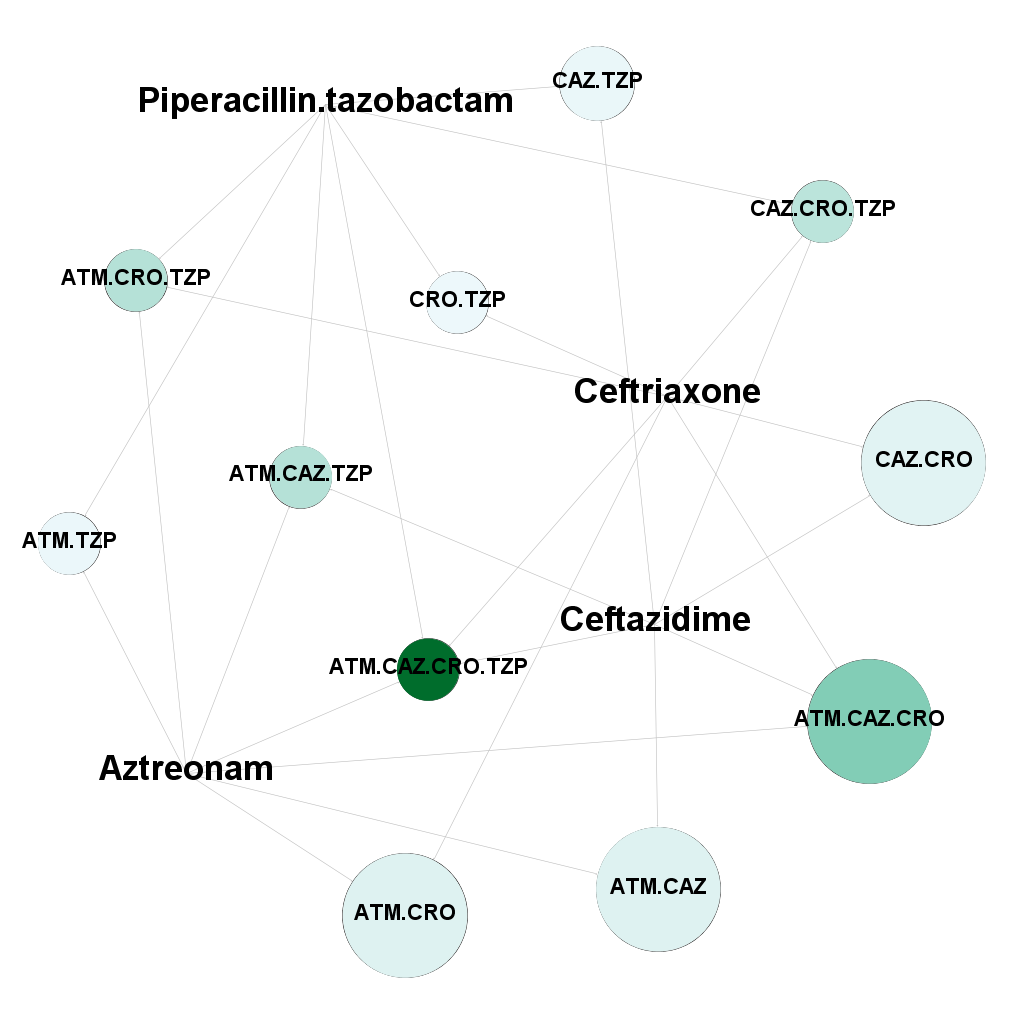 CAZ.TZP
Piperacillin.tazobactam
CAZ.CRO.TZP
ATM.CRO.TZP
CRO.TZP
Ceftriaxone
CAZ.CRO
ATM.CAZ.TZP
ATM.TZP
Ceftazidime
ATM.CAZ.CRO.TZP
ATM.CAZ.CRO
Aztreonam
ATM.CAZ
ATM.CRO